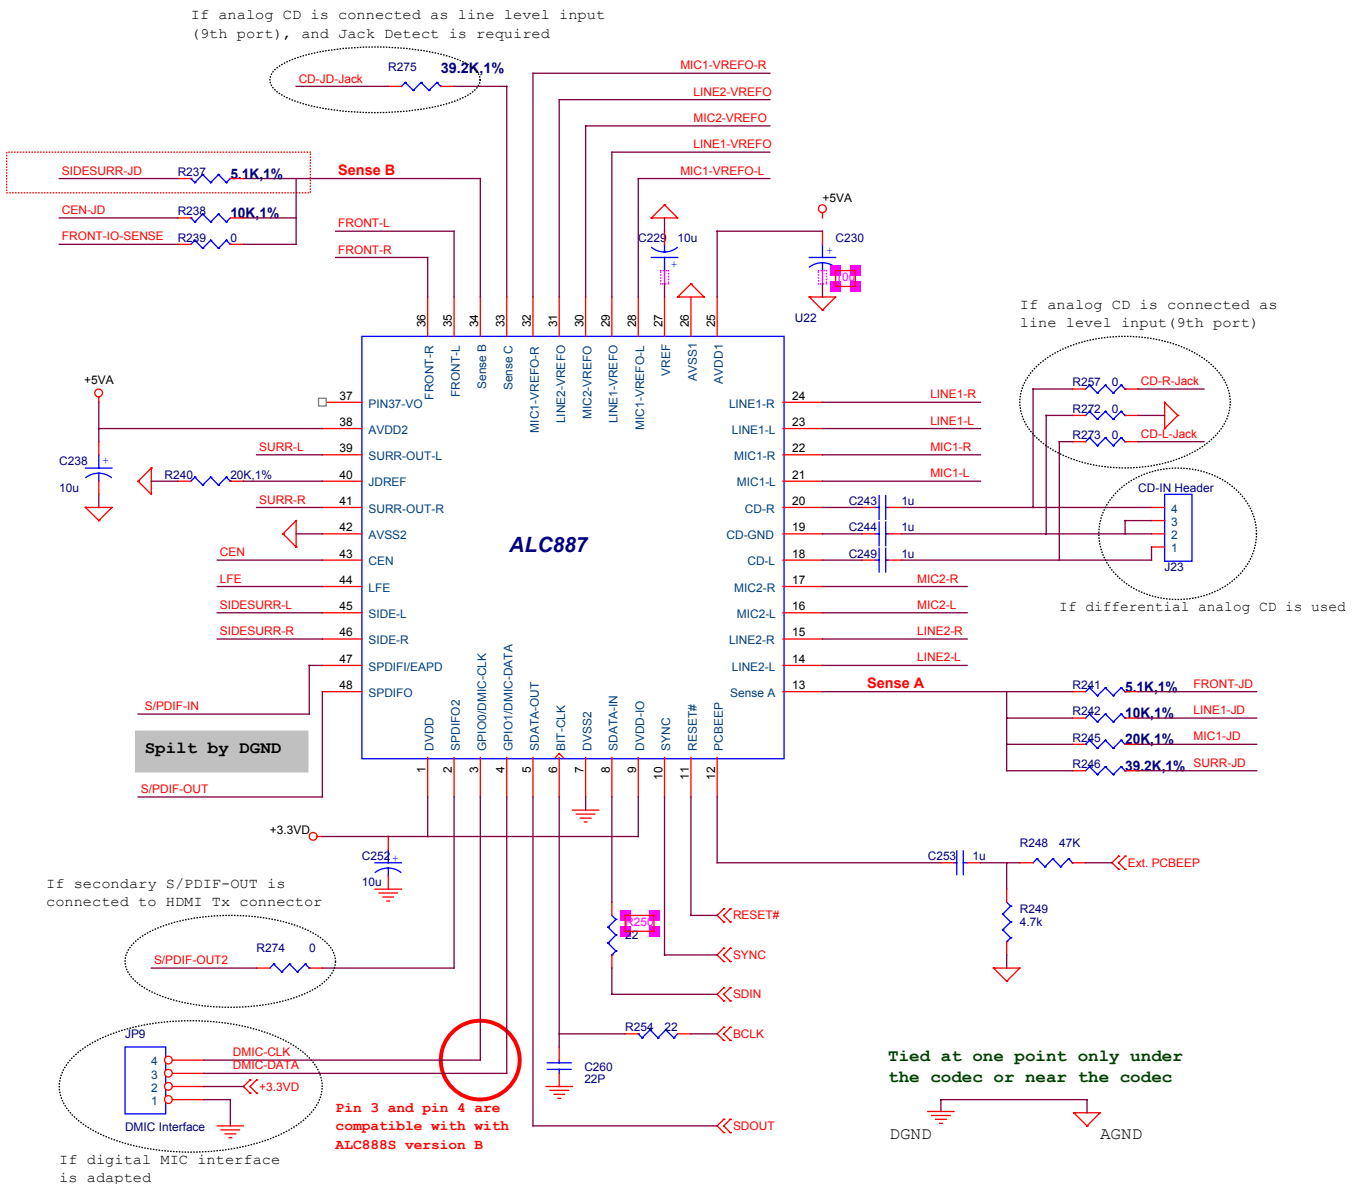 If analog CD is connected as line level input
(9th port), and Jack Detect is required
R275 39.2K,1%
CD-JD-Jack
MIC1-VREFO-R
LINE2-VREFO
MIC2-VREFO
LINE1-VREFO
MIC1-VREFO-L
SIDESURR-JD R237 5.1K,1% Sense B
CEN-JD R238 10K,1%
FRONT-IO-SENSE R239 0
FRONT-L
FRONT-R
+5VA
C229 10u
C230
U22
36 35 34 33 32 31 30 29 28 27 26 25
FRONT-R FRONT-L Sense B Sense C MIC1-VREFO-R LINE2-VREFO MIC2-VREFO LINE1-VREFO MIC1-VREFO-L VREF AVSS1 AVDD1
If analog CD is connected as
line level input(9th port)
R257 0 CD-R-Jack
R272 0
R273 0 CD-L-Jack
+5VA
C238 +
10u
37 PIN37-VO
38 AVDD2
SURR-L 39 SURR-OUT-L
R240 20K,1% 40 JDREF
SURR-R 41 SURR-OUT-R
42 AVSS2
CEN 43 CEN
LFE 44 LFE
SIDESURR-L 45 SIDE-L
SIDESURR-R 46 SIDE-R
47 SPDIFI/EAPD
48 SPDIFO
S/PDIF-IN
Spilt by DGND
S/PDIF-OUT
ALC887
LINE1-R 24 LINE1-R
LINE1-L 23 LINE1-L
MIC1-R 22 MIC1-R
MIC1-L 21 MIC1-L
CD-R 20 C243 1u
CD-GND 19 C244 1u
CD-L 18 C249 1u
MIC2-R 17 MIC2-R
MIC2-L 16 MIC2-L
LINE2-R 15 LINE2-R
LINE2-L 14 LINE2-L
Sense A 13 Sense A
CD-IN Header
4
3
2
1
J23
If differential analog CD is used
R241 5.1K,1% FRONT-JD
R242 10K,1% LINE1-JD
R245 20K,1% MIC1-JD
R246 39.2K,1% SURR-JD
DVDD SPDIFO2 GPIO0/DMIC-CLK GPIO1/DMIC-DATA SDATA-OUT BIT-CLK DVSS2 SDATA-IN DVDD-IO SYNC RESET# PCBEEP
1 2 3 4 5 6 7 8 9 10 11 12
+3.3VD
C252 +
10u
C253 1u
R248 47K
Ext. PCBEEP
R249
4.7k
If secondary S/PDIF-OUT is
connected to HDMI Tx connector
R274 0
S/PDIF-OUT2
R250
22
RESET#
SYNC
SDIN
R254 22 BCLK
C260
22P
SDOUT
JP9
4 DMIC-CLK
3 DMIC-DATA
2 +3.3VD
1
DMIC Interface
If digital MIC interface
is adapted
Pin 3 and pin 4 are
compatible with with
ALC888S version B
Tied at one point only under
the codec or near the codec
DGND AGND